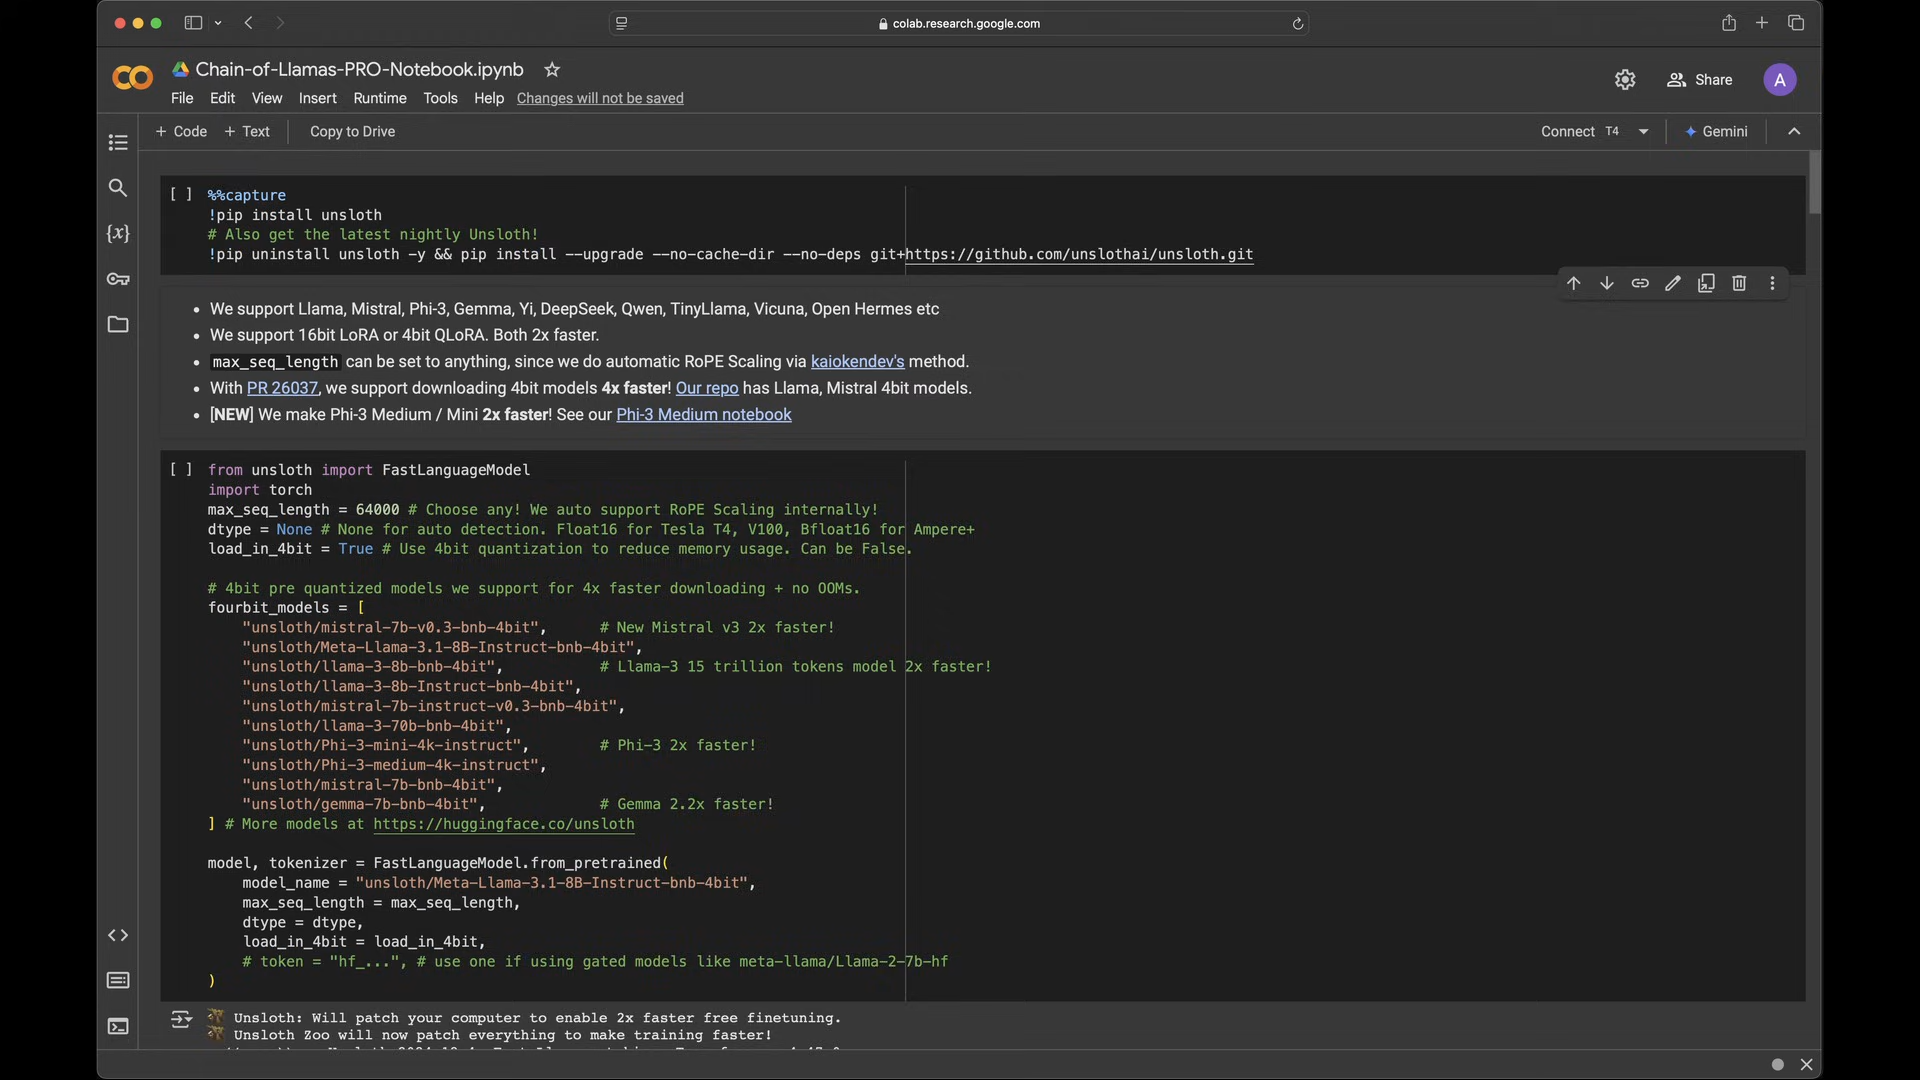 colab.research.google.com
Chain-of-Llamas-PRO-Notebook.ipynb
File Edit View Insert Runtime Tools Help Changes will not be saved
Share
A
+ Code + Text Copy to Drive
Connect T4
Gemini
[ ] %%capture
!pip install unsloth
# Also get the latest nightly Unsloth!
!pip uninstall unsloth -y && pip install --upgrade --no-cache-dir --no-deps git+https://github.com/unslothai/unsloth.git
• We support Llama, Mistral, Phi-3, Gemma, Yi, DeepSeek, Qwen, TinyLlama, Vicuna, Open Hermes etc
• We support 16bit LoRA or 4bit QLoRA. Both 2x faster.
• max_seq_length can be set to anything, since we do automatic RoPE Scaling via kaiokendev's method.
• With PR 26037, we support downloading 4bit models 4x faster! Our repo has Llama, Mistral 4bit models.
• [NEW] We make Phi-3 Medium / Mini 2x faster! See our Phi-3 Medium notebook
[ ] from unsloth import FastLanguageModel
import torch
max_seq_length = 64000 # Choose any! We auto support RoPE Scaling internally!
dtype = None # None for auto detection. Float16 for Tesla T4, V100, Bfloat16 for Ampere+
load_in_4bit = True # Use 4bit quantization to reduce memory usage. Can be False.
# 4bit pre quantized models we support for 4x faster downloading + no OOMs.
fourbit_models = [
"unsloth/mistral-7b-v0.3-bnb-4bit", # New Mistral v3 2x faster!
"unsloth/Meta-Llama-3.1-8B-Instruct-bnb-4bit",
"unsloth/llama-3-8b-bnb-4bit", # Llama-3 15 trillion tokens model 2x faster!
"unsloth/llama-3-8b-Instruct-bnb-4bit",
"unsloth/mistral-7b-instruct-v0.3-bnb-4bit",
"unsloth/llama-3-70b-bnb-4bit",
"unsloth/Phi-3-mini-4k-instruct", # Phi-3 2x faster!
"unsloth/Phi-3-medium-4k-instruct",
"unsloth/mistral-7b-bnb-4bit",
"unsloth/gemma-7b-bnb-4bit", # Gemma 2.2x faster!
] # More models at https://huggingface.co/unsloth
model, tokenizer = FastLanguageModel.from_pretrained(
model_name = "unsloth/Meta-Llama-3.1-8B-Instruct-bnb-4bit",
max_seq_length = max_seq_length,
dtype = dtype,
load_in_4bit = load_in_4bit,
# token = "hf_...", # use one if using gated models like meta-llama/Llama-2-7b-hf
)
Unsloth: Will patch your computer to enable 2x faster free finetuning.
Unsloth Zoo will now patch everything to make training faster!